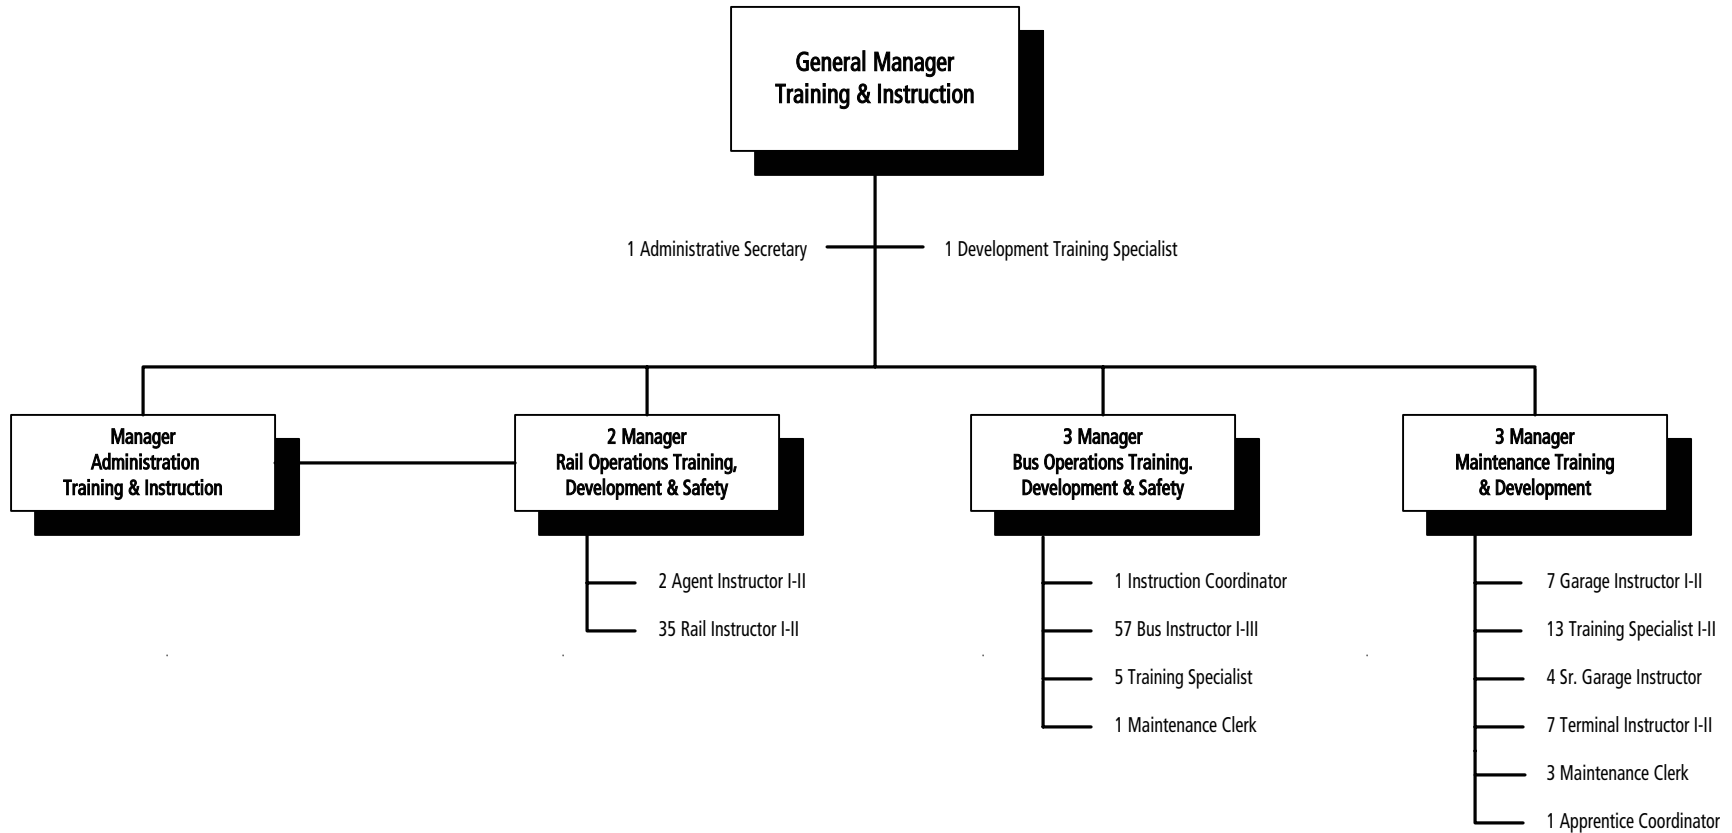 General Manager
Training & Instruction
1 Administrative Secretary
1 Development Training Specialist
Manager
Administration
Training & Instruction
2 Manager
Rail Operations Training,
Development & Safety
2 Agent Instructor I-II
35 Rail Instructor I-II
3 Manager
Bus Operations Training.
Development & Safety
1 Instruction Coordinator
57 Bus Instructor I-III
5 Training Specialist
1 Maintenance Clerk
3 Manager
Maintenance Training
& Development
7 Garage Instructor I-II
13 Training Specialist I-II
4 Sr. Garage Instructor
7 Terminal Instructor I-II
3 Maintenance Clerk
1 Apprentice Coordinator